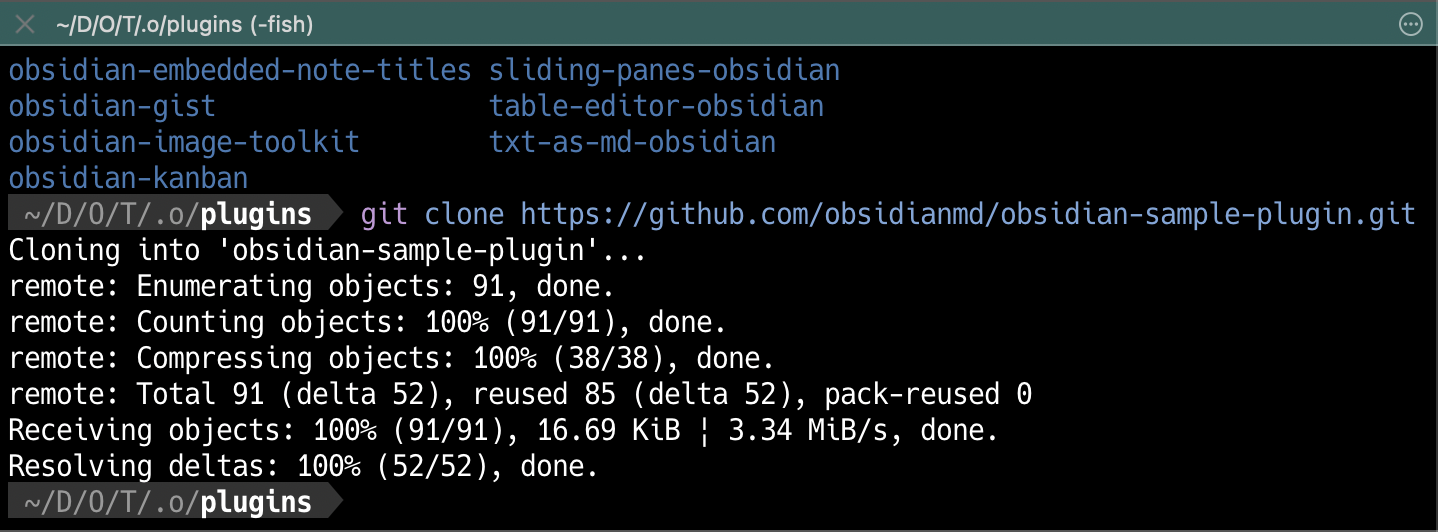 ~/D/O/T/.o/plugins (-fish)
obsidian-embedded-note-titles sliding-panes-obsidian
obsidian-gist table-editor-obsidian
obsidian-image-toolkit txt-as-md-obsidian
obsidian-kanban
~/D/O/T/.o/plugins git clone https://github.com/obsidianmd/obsidian-sample-plugin.git
Cloning into 'obsidian-sample-plugin'...
remote: Enumerating objects: 91, done.
remote: Counting objects: 100% (91/91), done.
remote: Compressing objects: 100% (38/38), done.
remote: Total 91 (delta 52), reused 85 (delta 52), pack-reused 0
Receiving objects: 100% (91/91), 16.69 KiB ¦ 3.34 MiB/s, done.
Resolving deltas: 100% (52/52), done.
~/D/O/T/.o/plugins